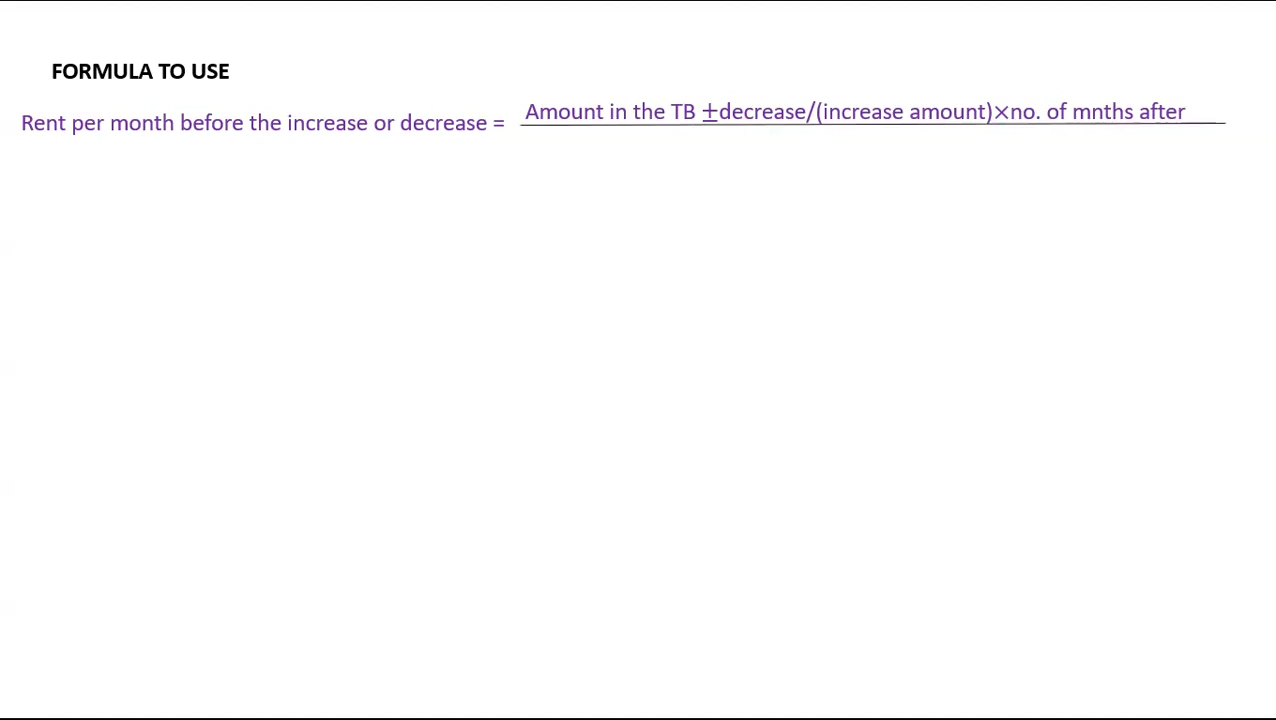 FORMULA TO USE
Rent per month before the increase or decrease = Amount in the TB ±decrease/(increase amount)×no. of mnths after